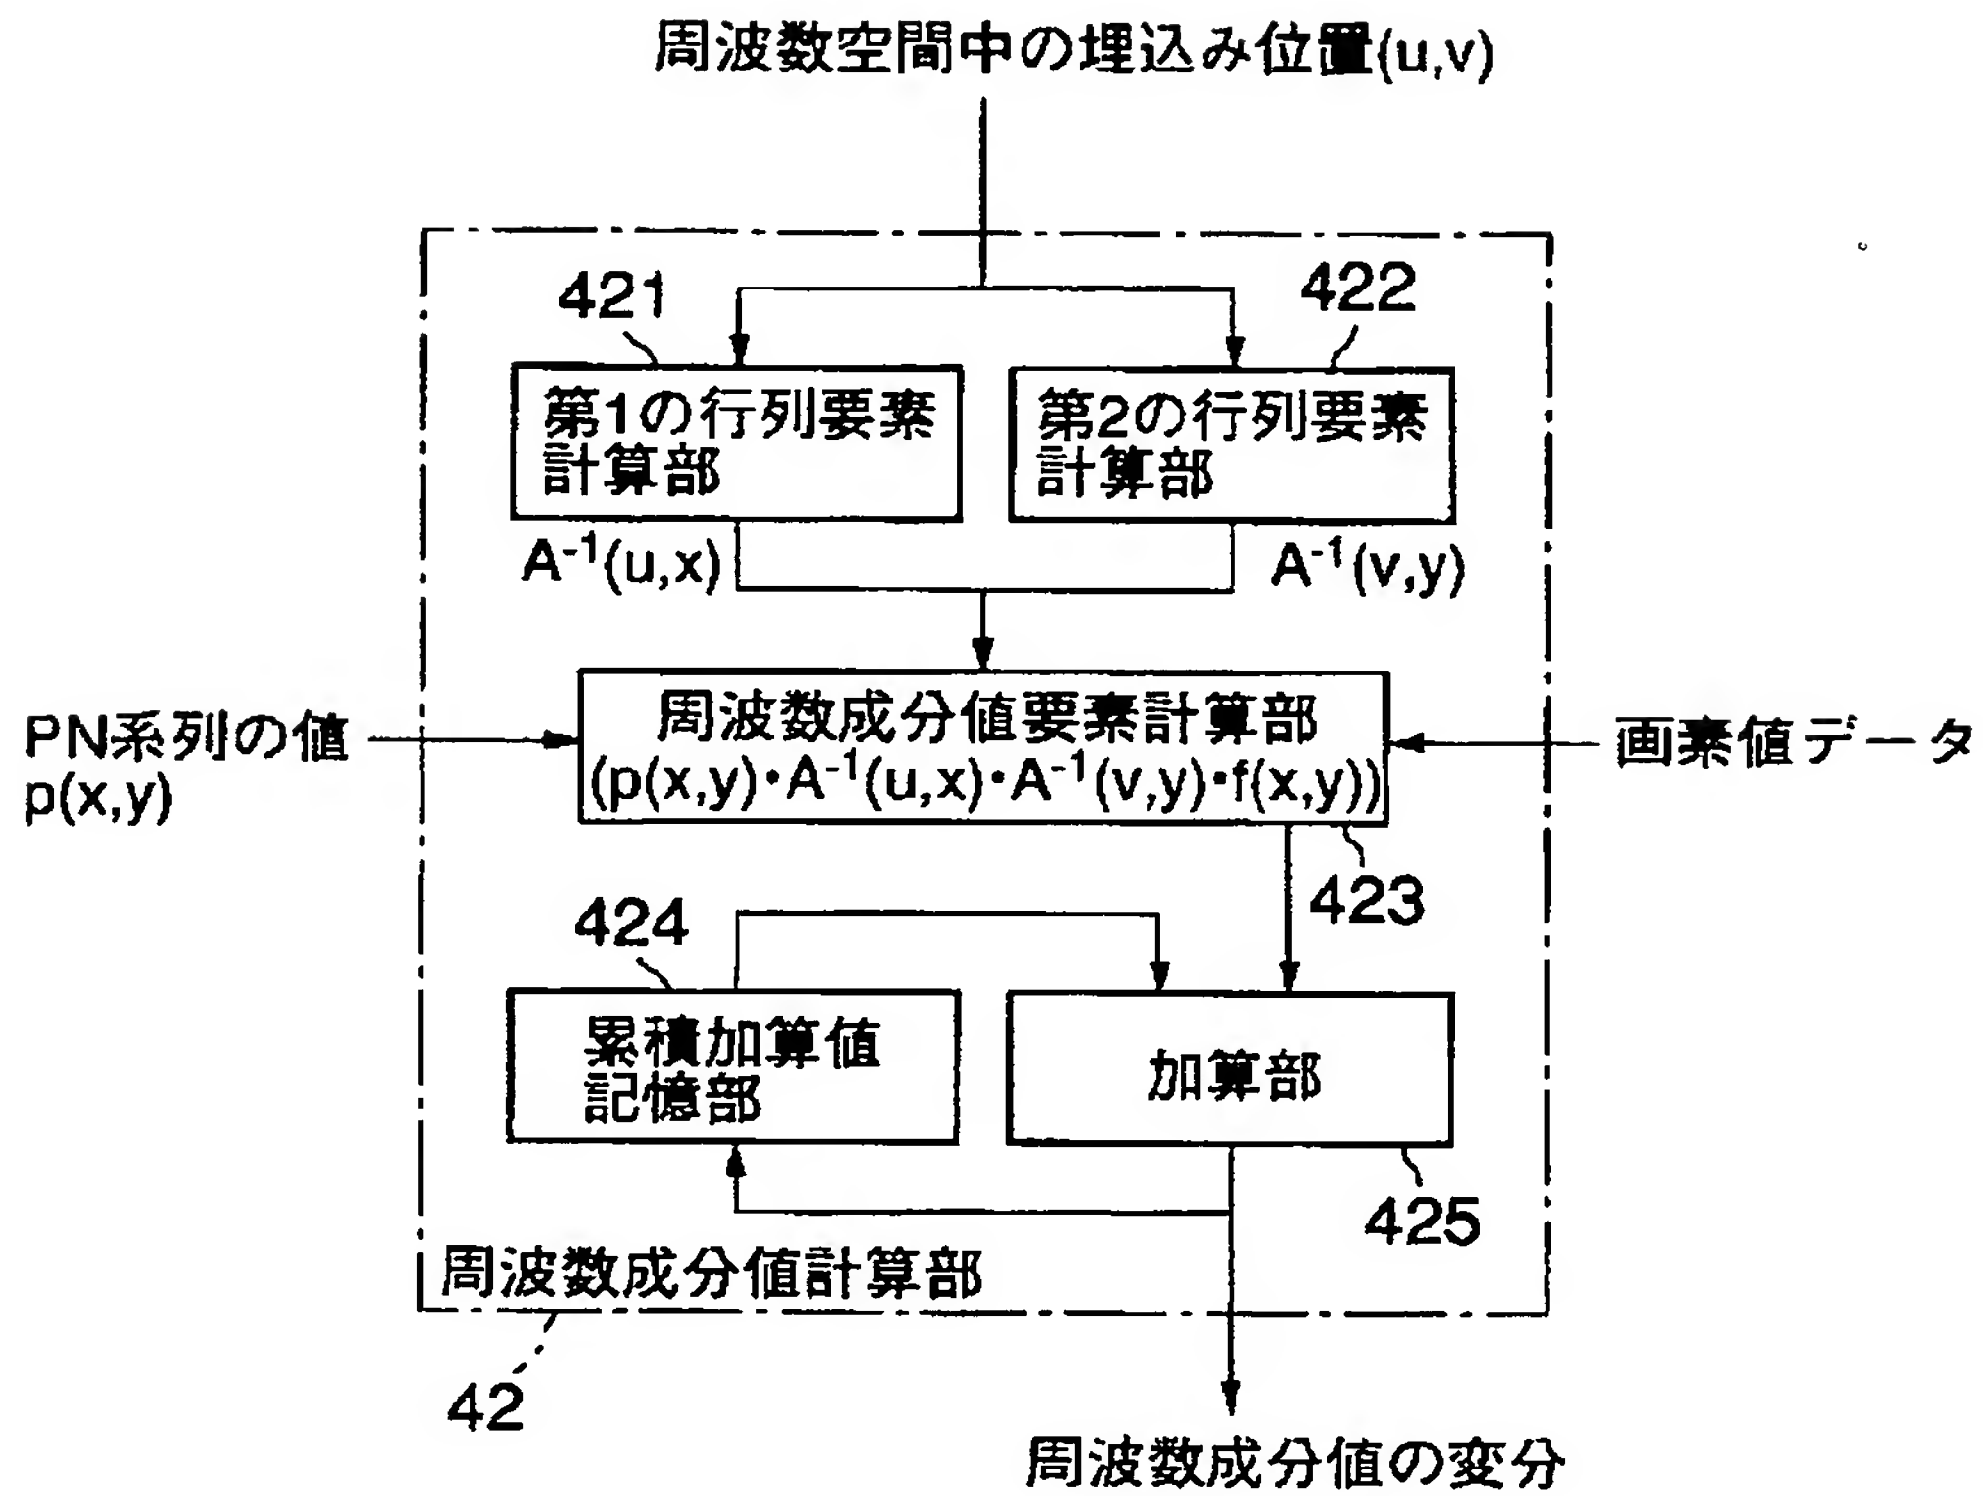 周波数空間中の埋込み位置(u,v)
421
422
第1の行列要素
計算部
第2の行列要素
計算部
A⁻¹(u,x)
A⁻¹(v,y)
PN系列の値
p(x,y)
周波数成分値要素計算部
(p(x,y)・A⁻¹(u,x)・A⁻¹(v,y)・f(x,y))
画素値データ
423
424
累積加算値
記憶部
加算部
425
周波数成分値計算部
42
周波数成分値の変分